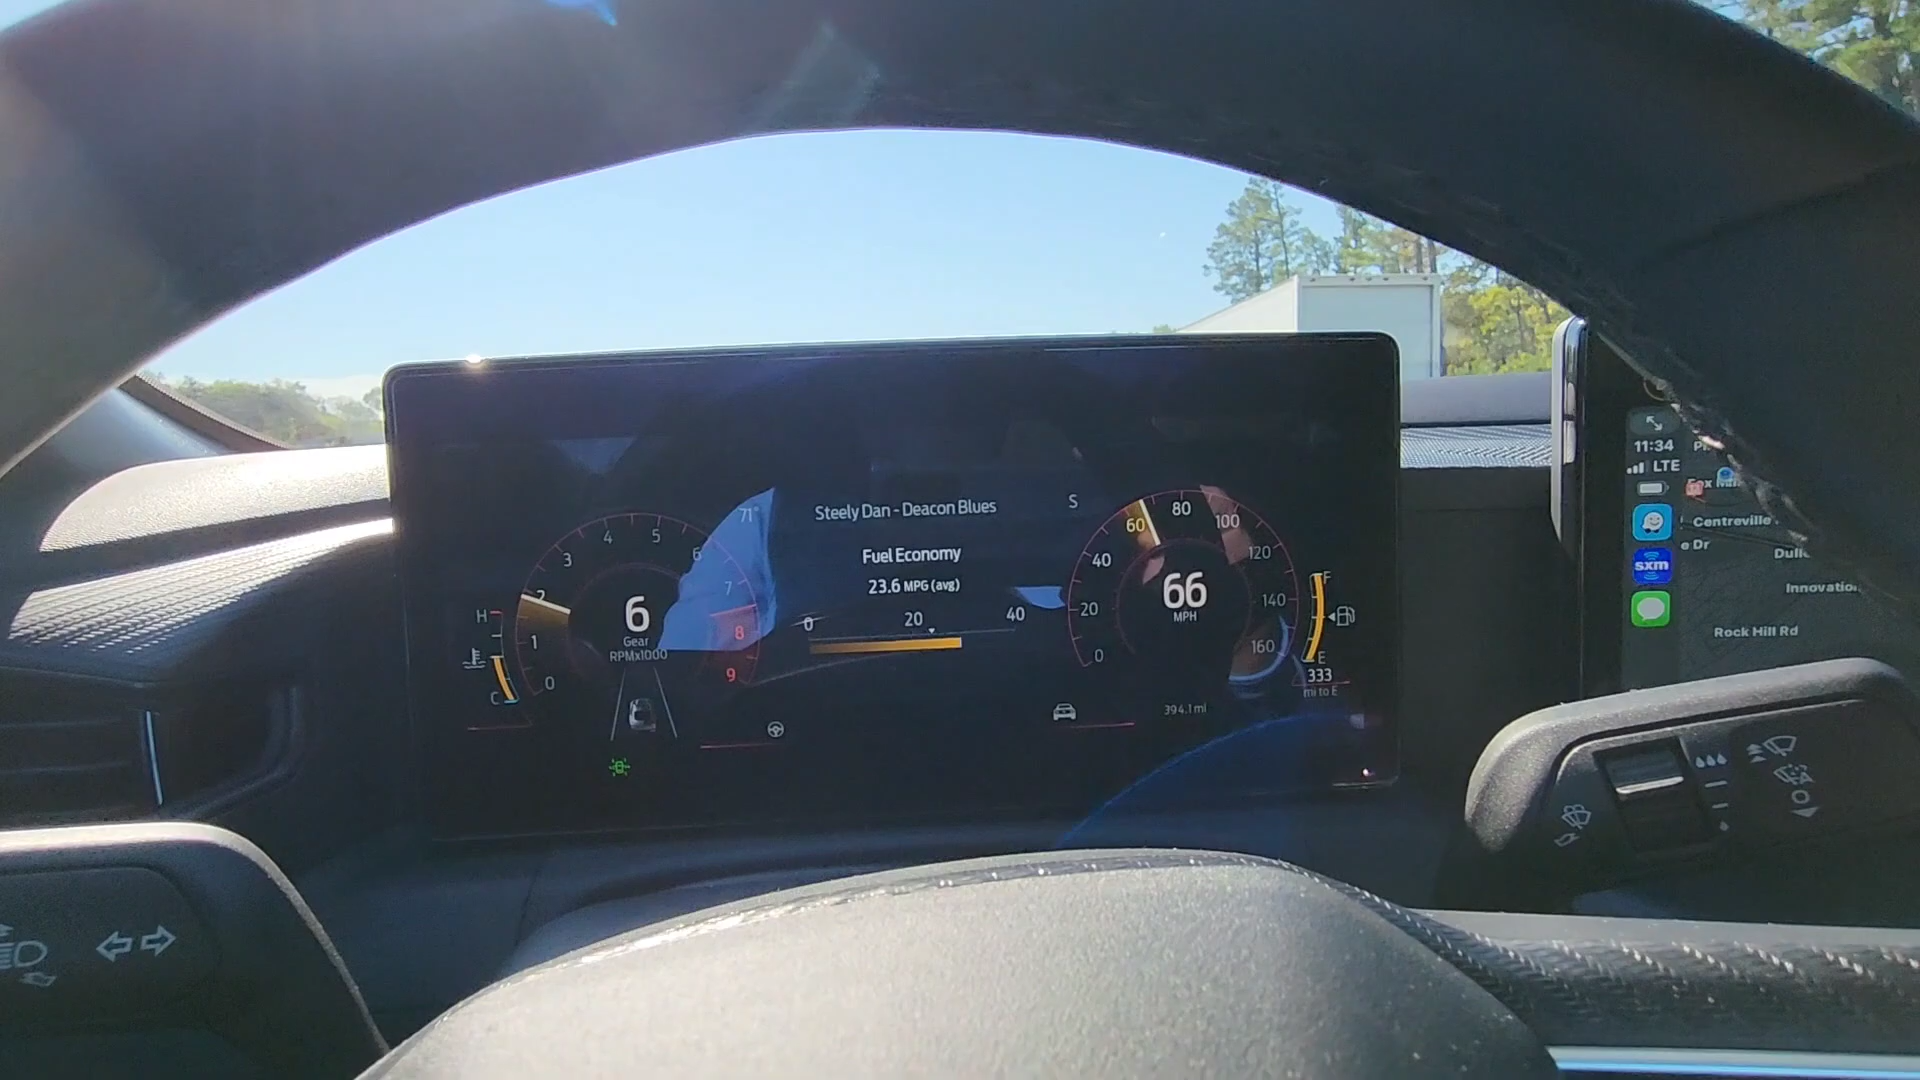 71°
Steely Dan - Deacon Blues
S
Fuel Economy
23.6 MPG (avg)
0 20 40
H
C
0 1 2 3 4 5 6 7 8 9
6
Gear
RPMx1000
0 20 40 60 80 100 120 140 160
66
MPH
F
E
333
mi to E
394.1 mi
11:34
LTE
sxm
Centreville
e Dr
Innovation
Rock Hill Rd
O